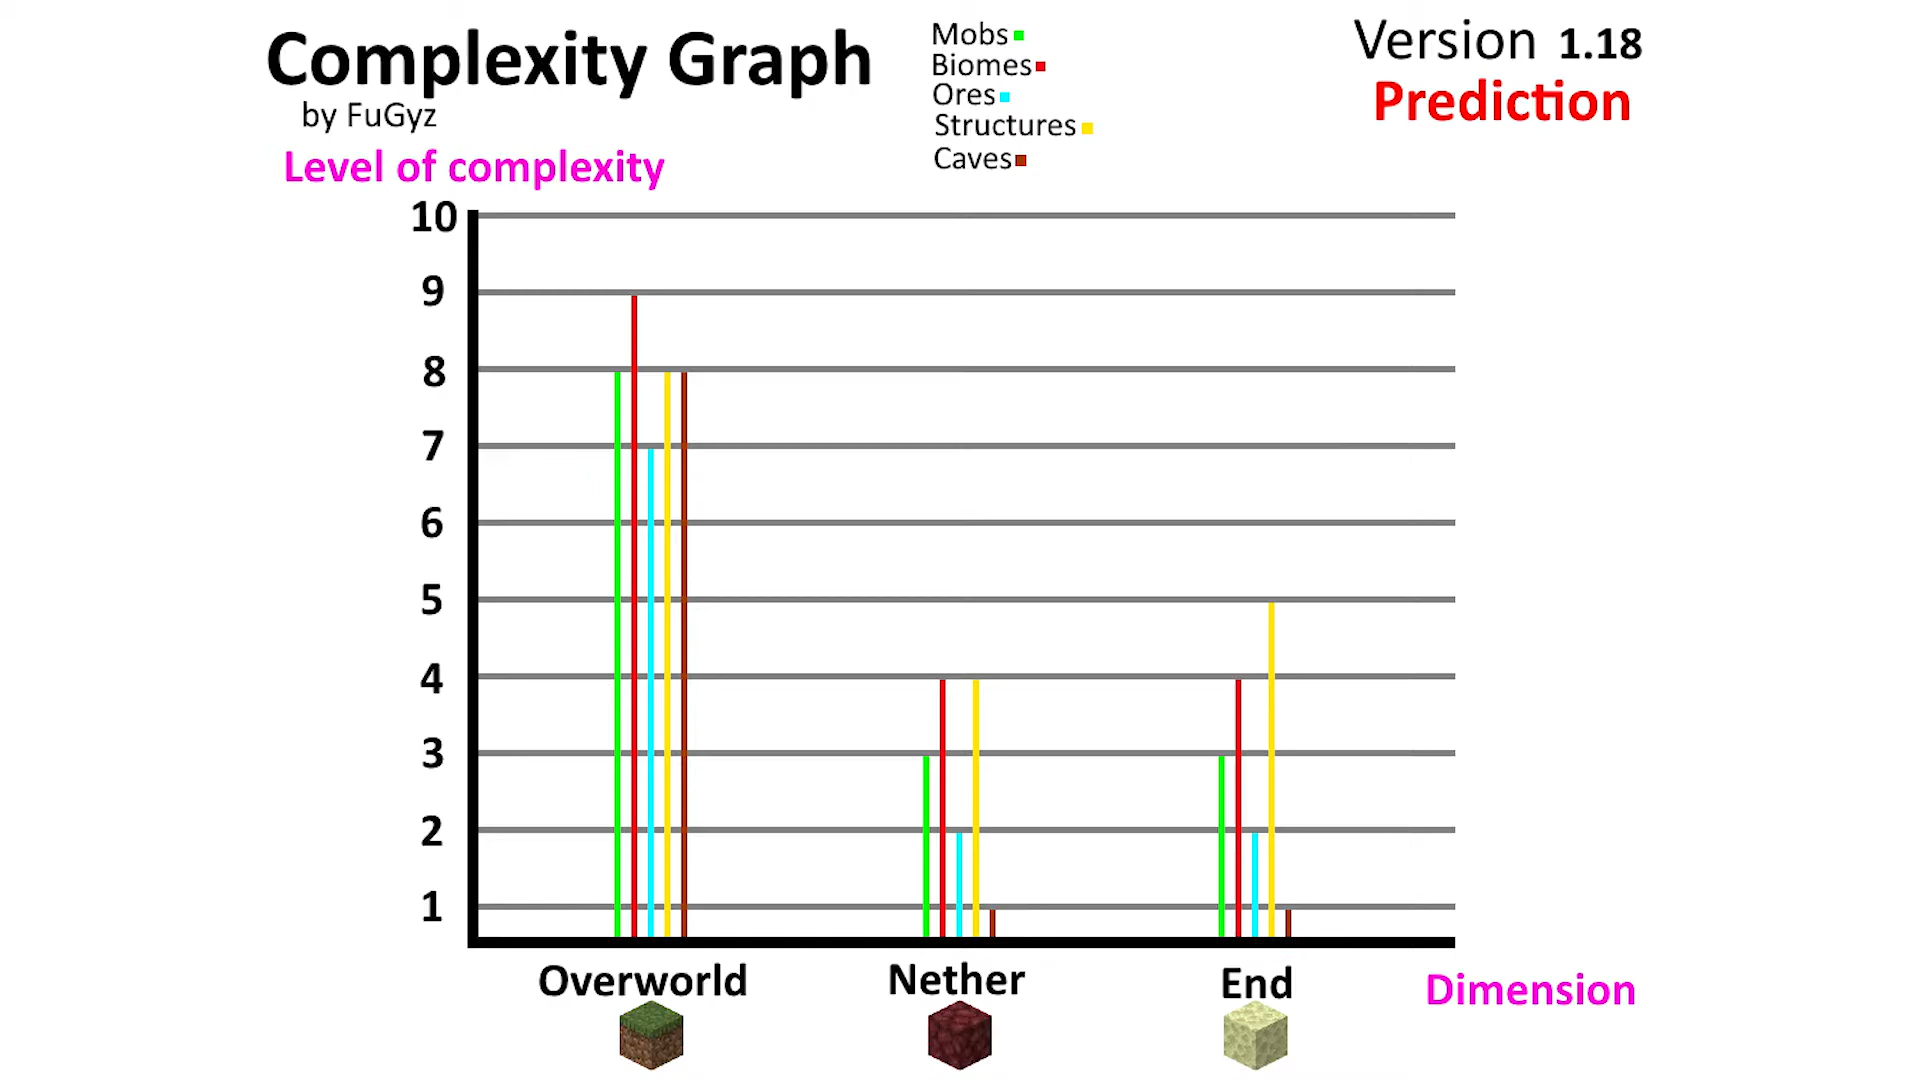 Complexity Graph
by FuGyz
Level of complexity
Mobs
Biomes
Ores
Structures
Caves
Version 1.18
Prediction
10
9
8
7
6
5
4
3
2
1
Overworld
Nether
End
Dimension